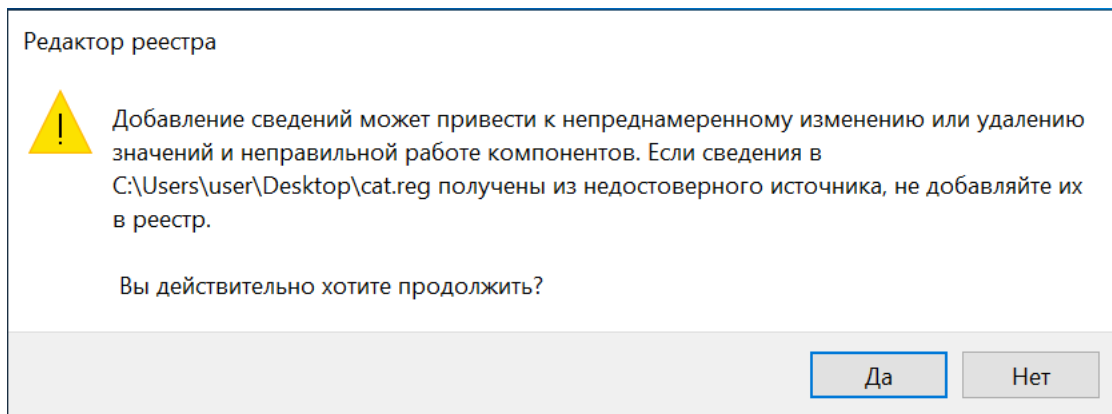 Редактор реестра
Добавление сведений может привести к непреднамеренному изменению или удалению
значений и неправильной работе компонентов. Если сведения в
C:\Users\user\Desktop\cat.reg получены из недостоверного источника, не добавляйте их
в реестр.
Вы действительно хотите продолжить?
Да Нет